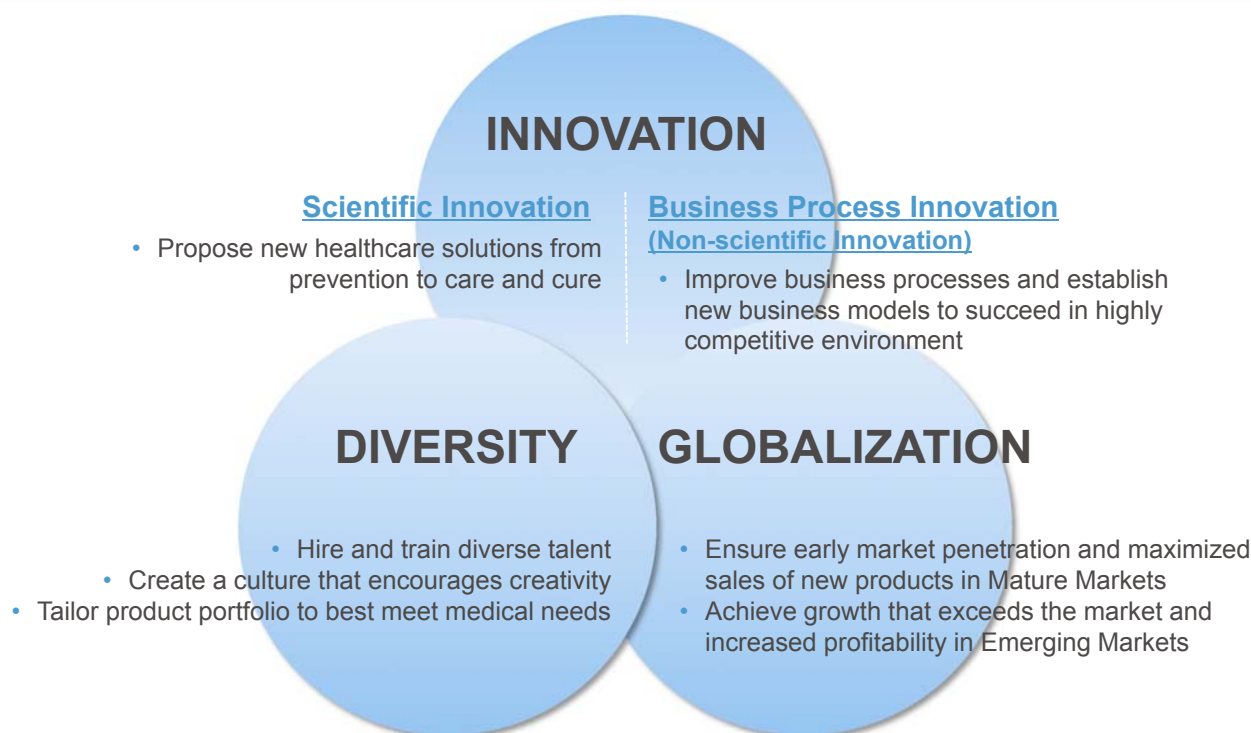 INNOVATION
Scientific Innovation
• Propose new healthcare solutions from
prevention to care and cure
Business Process Innovation
(Non-scientific Innovation)
• Improve business processes and establish
new business models to succeed in highly
competitive environment
DIVERSITY
• Hire and train diverse talent
• Create a culture that encourages creativity
• Tailor product portfolio to best meet medical needs
GLOBALIZATION
• Ensure early market penetration and maximized
sales of new products in Mature Markets
• Achieve growth that exceeds the market and
increased profitability in Emerging Markets